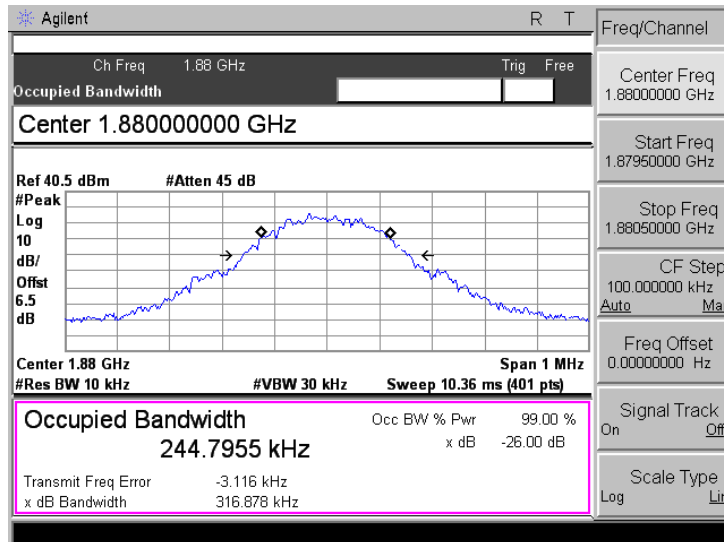 Agilent R T
Ch Freq 1.88 GHz Trig Free
Occupied Bandwidth
Center 1.880000000 GHz
Ref 40.5 dBm #Atten 45 dB
#Peak
Log
10
dB/
Offst
6.5
dB
Center 1.88 GHz Span 1 MHz
#Res BW 10 kHz #VBW 30 kHz Sweep 10.36 ms (401 pts)
Occupied Bandwidth Occ BW % Pwr 99.00 %
244.7955 kHz x dB -26.00 dB
Transmit Freq Error -3.116 kHz
x dB Bandwidth 316.878 kHz
Freq/Channel
Center Freq
1.88000000 GHz
Start Freq
1.87950000 GHz
Stop Freq
1.88050000 GHz
CF Step
100.000000 kHz
Auto Ma
Freq Offset
0.00000000 Hz
Signal Track
On Off
Scale Type
Log Lin